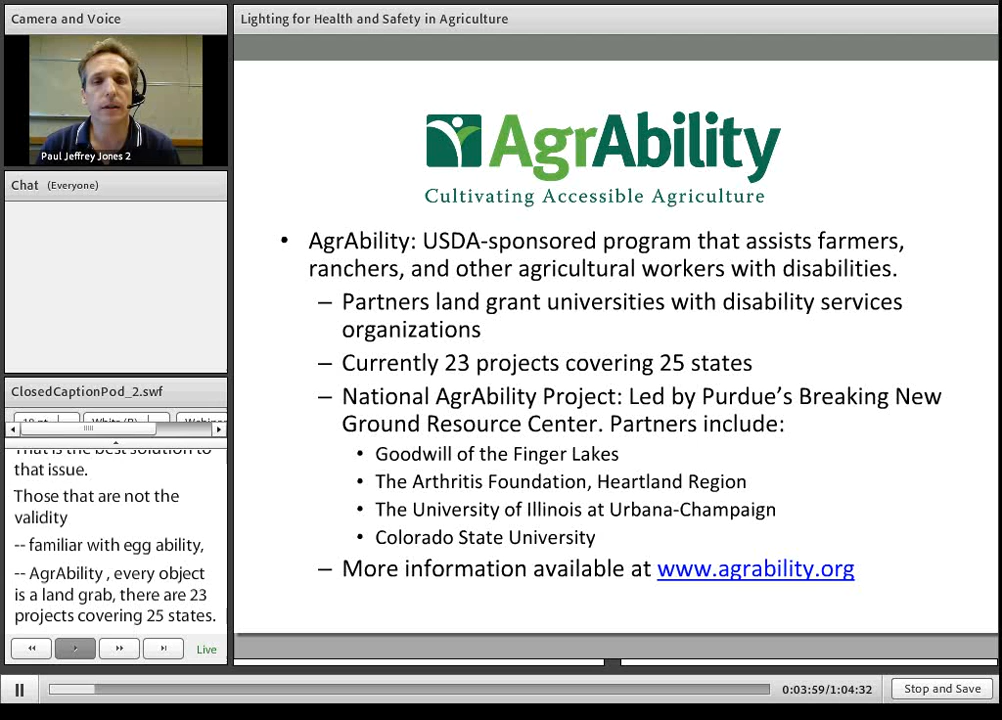 Camera and Voice
Paul Jeffrey Jones 2
Chat (Everyone)
ClosedCaptionPod_2.swf
That is the best solution to
that issue.
Those that are not the
validity
-- familiar with egg ability,
-- AgrAbility , every object
is a land grab, there are 23
projects covering 25 states.
Live
Lighting for Health and Safety in Agriculture
AgrAbility
Cultivating Accessible Agriculture
• AgrAbility: USDA-sponsored program that assists farmers,
ranchers, and other agricultural workers with disabilities.
– Partners land grant universities with disability services
organizations
– Currently 23 projects covering 25 states
– National AgrAbility Project: Led by Purdue’s Breaking New
Ground Resource Center. Partners include:
• Goodwill of the Finger Lakes
• The Arthritis Foundation, Heartland Region
• The University of Illinois at Urbana-Champaign
• Colorado State University
– More information available at www.agrability.org
0:03:59/1:04:32
Stop and Save